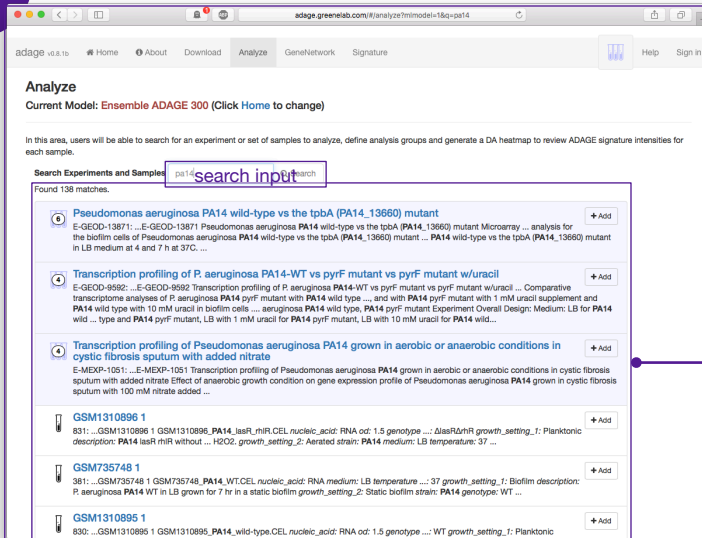 adage.greenelab.com/#/analyze?mimodel=1&q=pa14
adage v0.8.1b Home About Download Analyze GeneNetwork Signature Help Sign in
Analyze
Current Model: Ensemble ADAGE 300 (Click Home to change)
In this area, users will be able to search for an experiment or set of samples to analyze, define analysis groups and generate a DA heatmap to review ADAGE signature intensities for
each sample.
Search Experiments and Samples pa14 search input Search
Found 138 matches.
6 Pseudomonas aeruginosa PA14 wild-type vs the tpbA (PA14_13660) mutant + Add
E-GEOD-13871: ...E-GEOD-13871 Pseudomonas aeruginosa PA14 wild-type vs the tpbA (PA14_13660) mutant Microarray ... analysis for
the biofilm cells of Pseudomonas aeruginosa PA14 wild-type vs the tpbA (PA14_13660) mutant ... PA14 wild-type vs the tpbA (PA14_13660) mutant
in LB medium at 4 and 7 h at 37C. ...
4 Transcription profiling of P. aeruginosa PA14-WT vs pyrF mutant vs pyrF mutant w/uracil + Add
E-GEOD-9592: ...E-GEOD-9592 Transcription profiling of P. aeruginosa PA14-WT vs pyrF mutant vs pyrF mutant w/uracil ... Comparative
transcriptome analyses of P. aeruginosa PA14 pyrF mutant with PA14 wild type ..., and with PA14 pyrF mutant with 1 mM uracil supplement and
PA14 wild type with 10 mM uracil in biofilm cells .... aeruginosa PA14 wild type, PA14 pyrF mutant Experiment Overall Design: Medium: LB for PA14
wild ... type and PA14 pyrF mutant, LB with 1 mM uracil for PA14 pyrF mutant, LB with 10 mM uracil for PA14 wild...
4 Transcription profiling of Pseudomonas aeruginosa PA14 grown in aerobic or anaerobic conditions in + Add
cystic fibrosis sputum with added nitrate
E-MEXP-1051: ...E-MEXP-1051 Transcription profiling of Pseudomonas aeruginosa PA14 grown in aerobic or anaerobic conditions in cystic fibrosis
sputum with added nitrate Effect of anaerobic growth condition on gene expression profile of Pseudomonas aeruginosa PA14 grown in cystic fibrosis
sputum with 100 mM nitrate added ...
GSM1310896 1 + Add
831: ...GSM1310896 1 GSM1310896_PA14_lasR_rhlR.CEL nucleic_acid: RNA od: 1.5 genotype ...: ΔlasRΔrhR growth_setting_1: Planktonic
description: PA14 lasR rhlR without ... H2O2. growth_setting_2: Aerated strain: PA14 medium: LB temperature: 37 ...
GSM735748 1 + Add
381: ...GSM735748 1 GSM735748_PA14_WT.CEL nucleic_acid: RNA medium: LB temperature ...: 37 growth_setting_1: Biofilm description:
P. aeruginosa PA14 WT in LB grown for 7 hr in a static biofilm growth_setting_2: Static biofilm strain: PA14 genotype: WT ...
GSM1310895 1 + Add
830: ...GSM1310895 1 GSM1310895_PA14_wild-type.CEL nucleic_acid: RNA od: 1.5 genotype ...: WT growth_setting_1: Planktonic